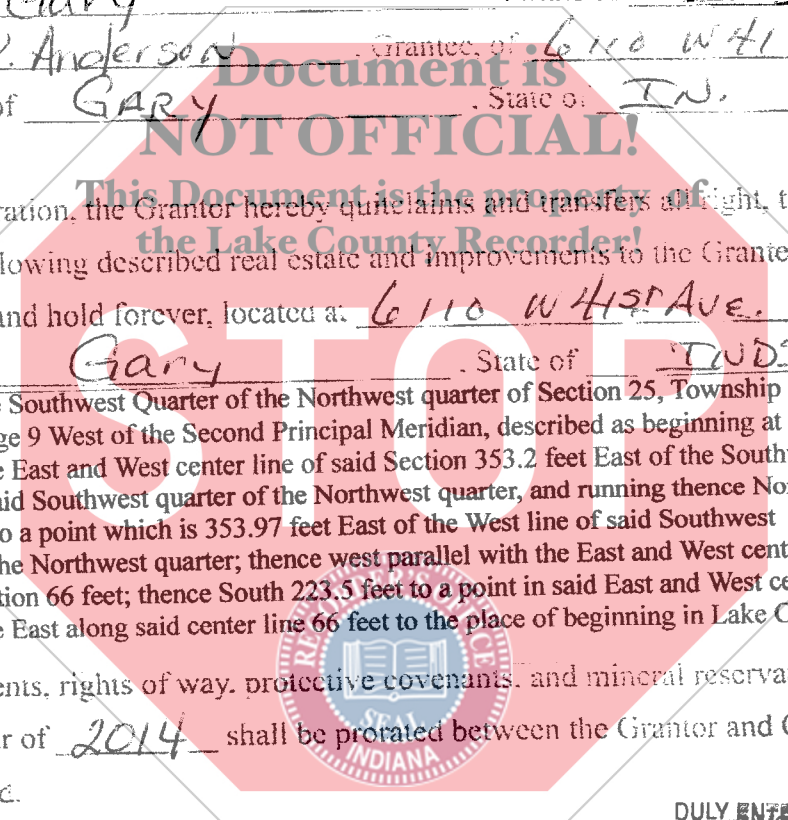 Gary
Anderson , Grantee, of 6110 W 41
of GARY , State of IN.
Document is
NOT OFFICIAL!
This Document is the property of
the Lake County Recorder!
ration, the Grantor hereby quitclaims and transfers all right, t
lowing described real estate and improvements to the Grante
and hold forever, located at 6110 W 41st AVE.
Gary , State of INDI
STOP
e Southwest Quarter of the Northwest quarter of Section 25, Township
ge 9 West of the Second Principal Meridian, described as beginning at
e East and West center line of said Section 353.2 feet East of the South
aid Southwest quarter of the Northwest quarter, and running thence No
o a point which is 353.97 feet East of the West line of said Southwest
he Northwest quarter; thence west parallel with the East and West cent
tion 66 feet; thence South 223.5 feet to a point in said East and West ce
e East along said center line 66 feet to the place of beginning in Lake C
ents, rights of way, protective covenants, and mineral reserva
r of 2014 shall be prorated between the Grantor and
SEAL
INDIANA
DULY ENTE